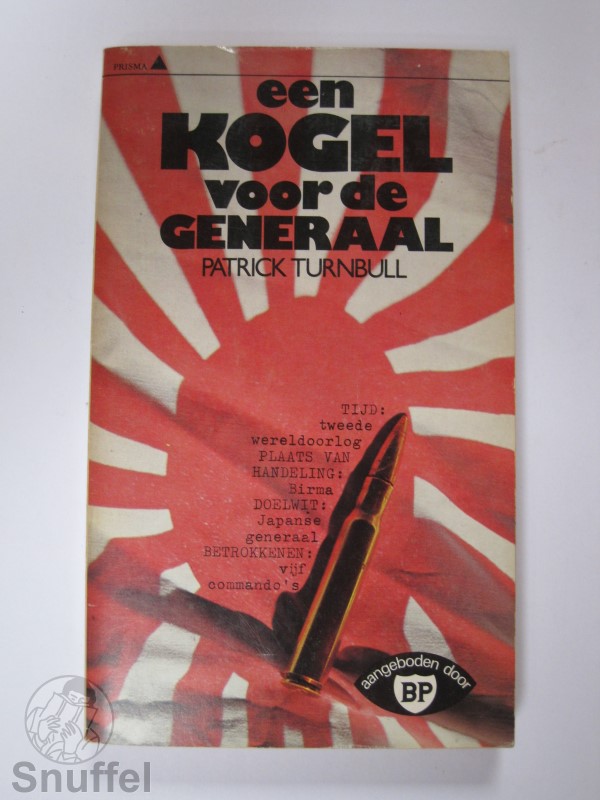 PRISMA
een
KOGEL
voor de
GENERAAL
PATRICK TURNBULL
TIJD:
tweede
wereldoorlog
PLAATS VAN
HANDELING:
Birma
DOELWIT:
Japanse
generaal
BETROKKENEN:
vijf
commando's
aangeboden door
BP
Snuffel